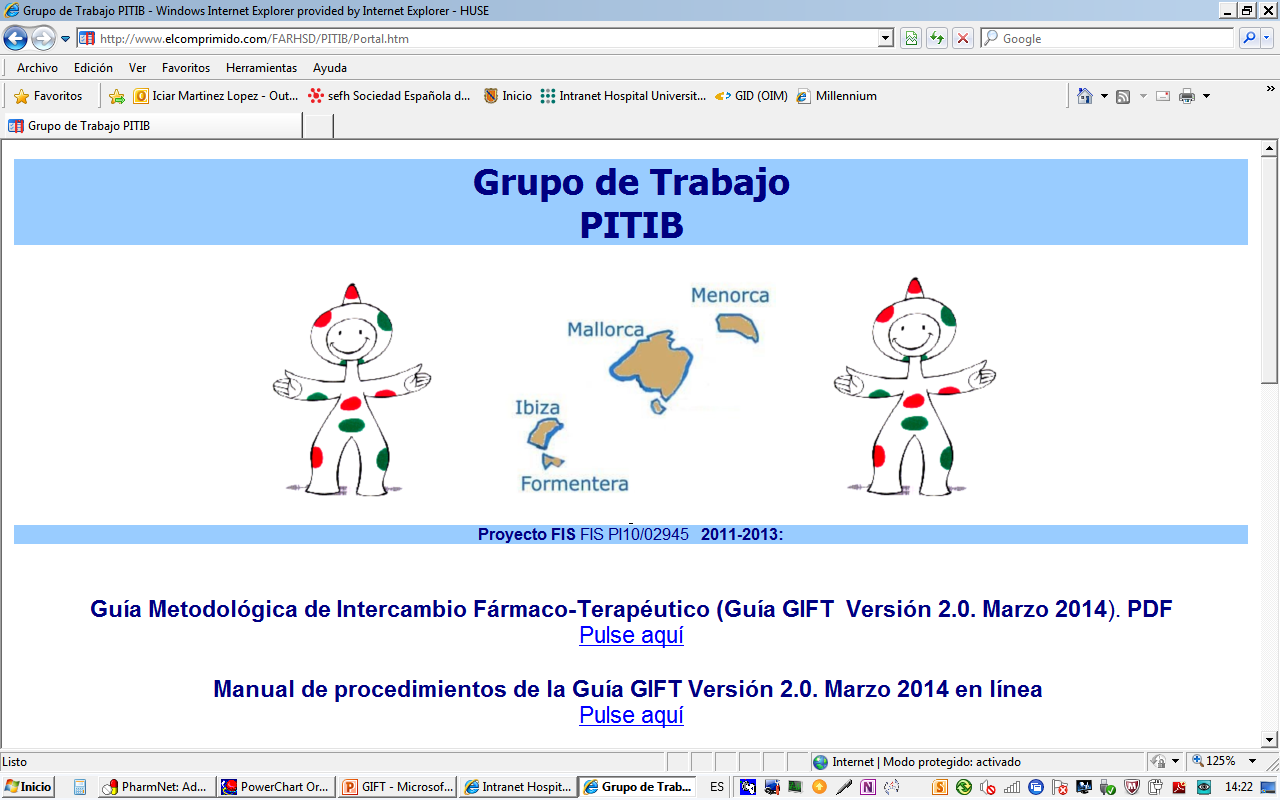 Grupo de Trabajo PITIB - Windows Internet Explorer provided by Internet Explorer - HUSE
http://www.elcomprimido.com/FARHSD/PITIB/Portal.htm
Google
Archivo Edición Ver Favoritos Herramientas Ayuda
Favoritos Iciar Martinez Lopez - Out... sefh Sociedad Española d... Inicio Intranet Hospital Universit... GID (OIM) Millennium
Grupo de Trabajo PITIB
Grupo de Trabajo
PITIB
Menorca
Mallorca
Ibiza
Formentera
Proyecto FIS FIS PI10/02945 2011-2013:
Guía Metodológica de Intercambio Fármaco-Terapéutico (Guía GIFT Versión 2.0. Marzo 2014). PDF
Pulse aquí
Manual de procedimientos de la Guía GIFT Versión 2.0. Marzo 2014 en línea
Pulse aquí
Listo Internet | Modo protegido: activado 125%
Inicio PharmNet: Ad... PowerChart Or... GIFT - Microsof... Intranet Hospit... Grupo de Trab... ES 14:22